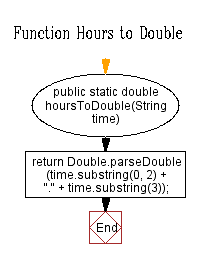 Function Hours to Double
public static double
hoursToDouble(String
time)
return Double.parseDouble
(time.substring(0, 2) +
"." + time.substring(3));
End